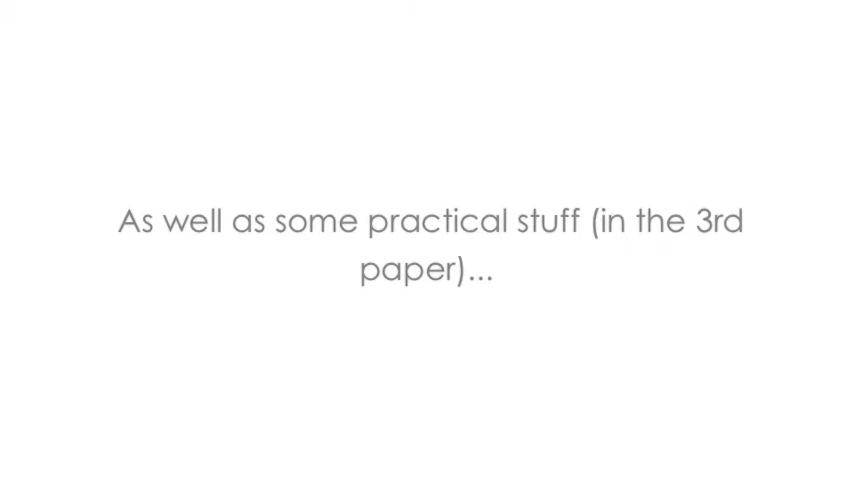 As well as some practical stuff (in the 3rd
paper)...